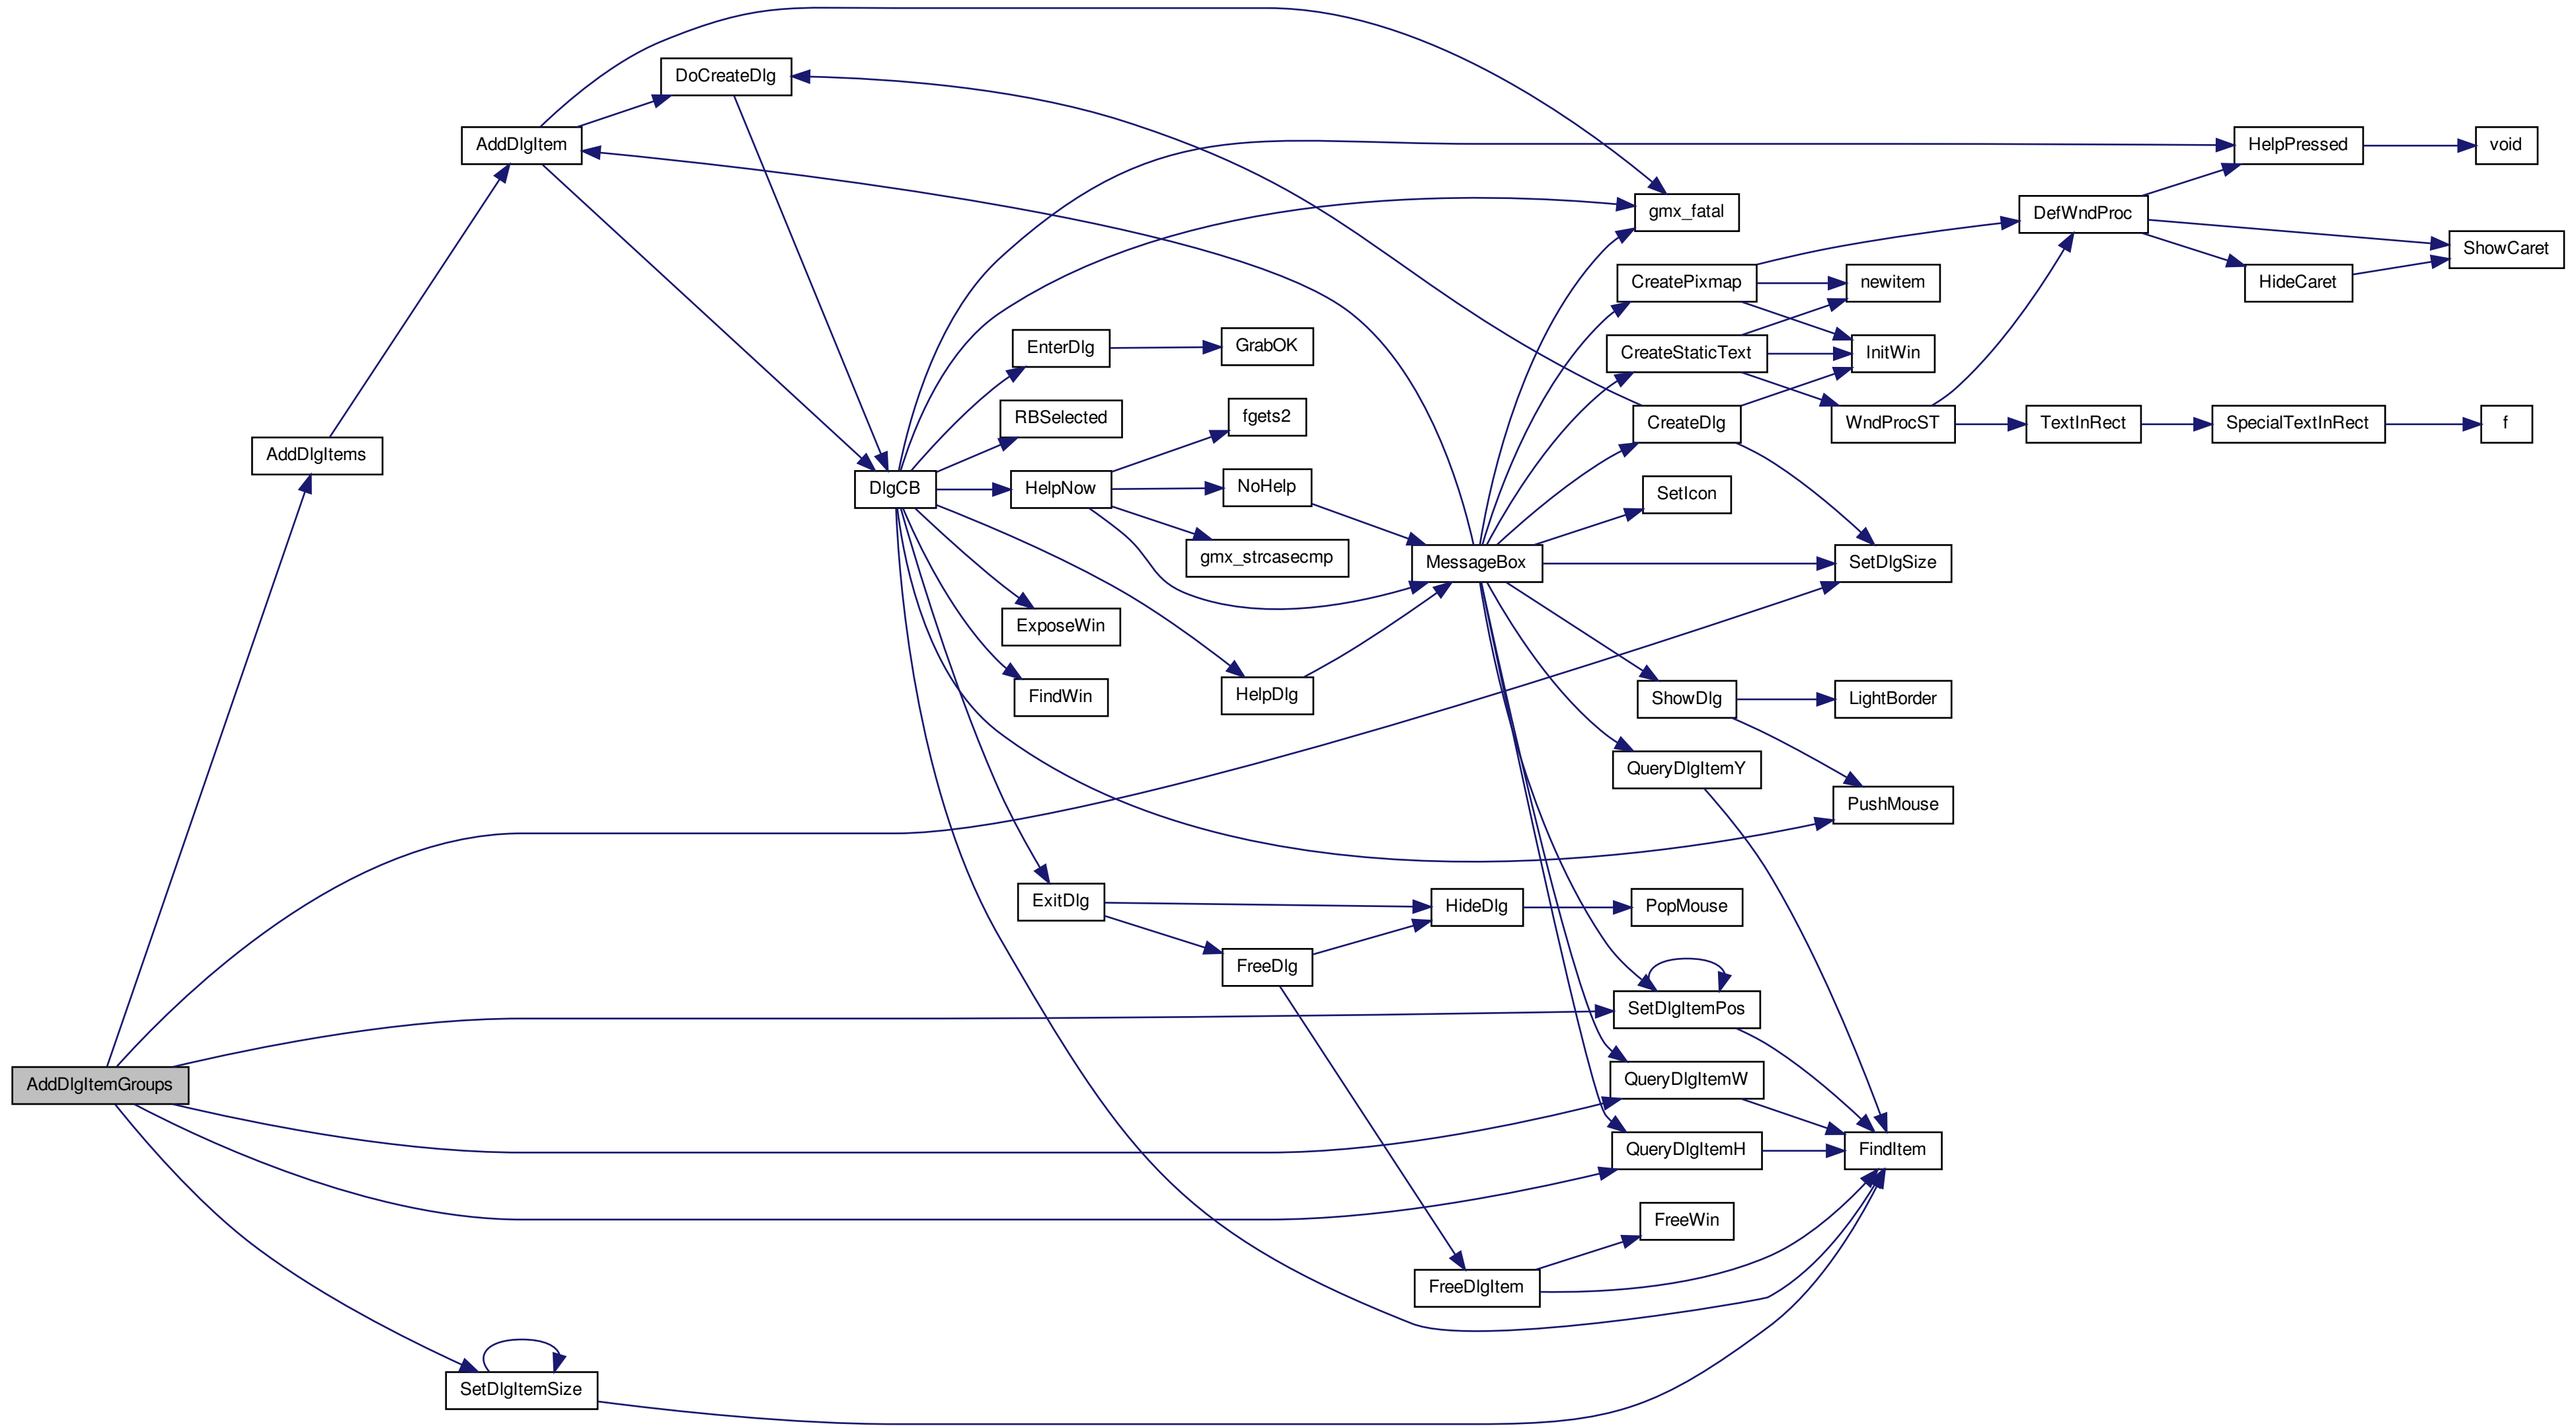 DoCreateDlg
AddDlgItem
HelpPressed
void
gmx_fatal
DefWndProc
ShowCaret
CreatePixmap
newitem
HideCaret
EnterDlg
GrabOK
CreateStaticText
InitWin
RBSelected
fgets2
CreateDlg
WndProcST
TextInRect
SpecialTextInRect
f
AddDlgItems
DlgCB
HelpNow
NoHelp
SetIcon
gmx_strcasecmp
MessageBox
SetDlgSize
ExposeWin
FindWin
HelpDlg
ShowDlg
LightBorder
QueryDlgItemY
PushMouse
ExitDlg
HideDlg
PopMouse
FreeDlg
SetDlgItemPos
AddDlgItemGroups
QueryDlgItemW
QueryDlgItemH
FindItem
FreeWin
FreeDlgItem
SetDlgItemSize